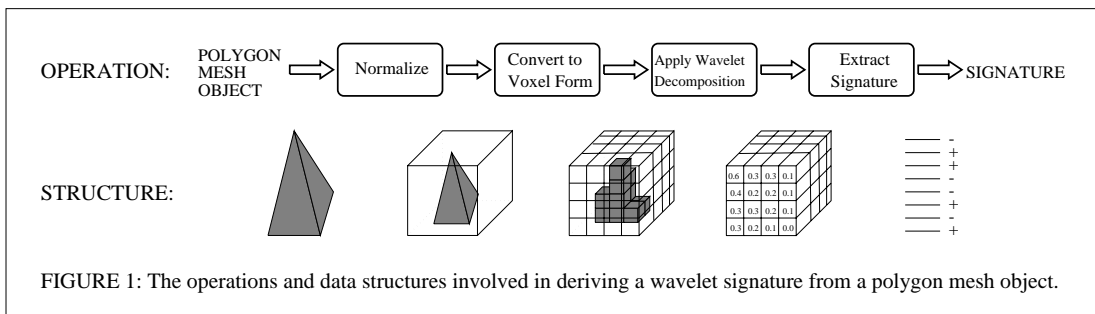 OPERATION:
POLYGON
MESH
OBJECT
Normalize
Convert to
Voxel Form
Apply Wavelet
Decomposition
Extract
Signature
SIGNATURE
STRUCTURE:
0.6 0.3 0.3 0.1
0.4 0.2 0.2 0.1
0.3 0.3 0.2 0.1
0.3 0.2 0.1 0.0
-
+
+
-
-
+
-
+
FIGURE 1: The operations and data structures involved in deriving a wavelet signature from a polygon mesh object.